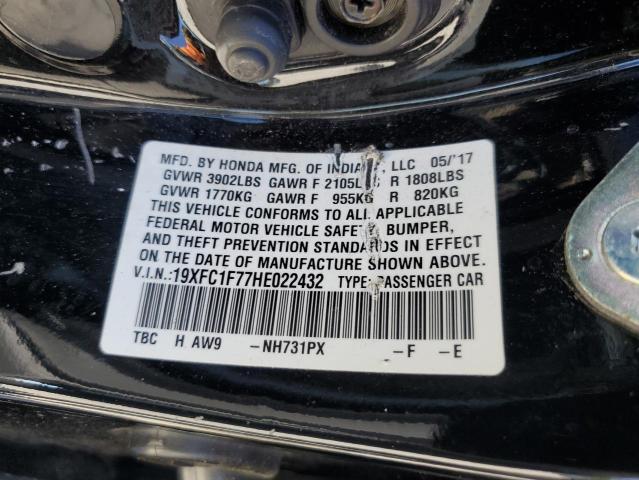 MFD. BY HONDA MFG. OF INDIANA, LLC 05/'17
GVWR 3902LBS GAWR F 2105LBS R 1808LBS
GVWR 1770KG GAWR F 955KG R 820KG
THIS VEHICLE CONFORMS TO ALL APPLICABLE
FEDERAL MOTOR VEHICLE SAFETY, BUMPER,
AND THEFT PREVENTION STANDARDS IN EFFECT
ON THE DATE OF MANUFACTURE SHOWN ABOVE.
V.I.N.:19XFC1F77HE022432 TYPE:PASSENGER CAR
TBC H AW9 -NH731PX -F -E